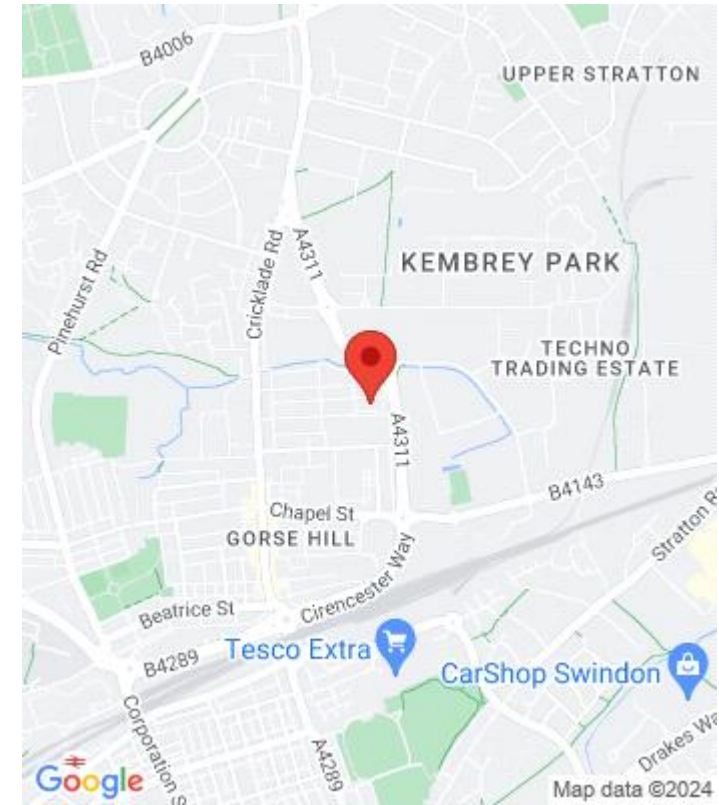 B4006
UPPER STRATTON
Cricklade Rd
A4311
KEMBREY PARK
Pinehurst Rd
TECHNO
TRADING ESTATE
A4311
B4143
Chapel St
GORSE HILL
Stratton R
Cirencester Way
Beatrice St
Tesco Extra
B4289
CarShop Swindon
Corporation S
A4289
Drakes Wa
Google
Map data ©2024